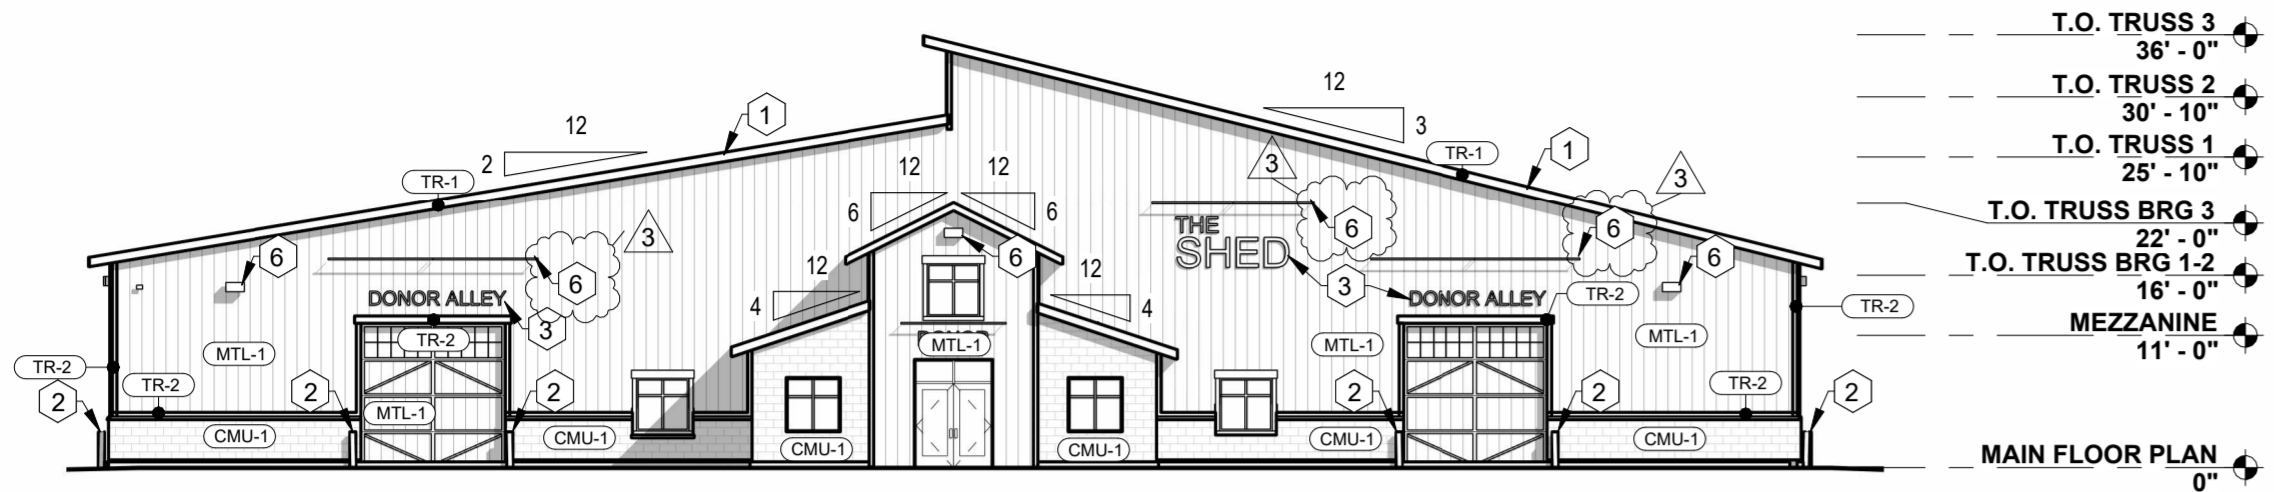 T.O. TRUSS 3
36' - 0"
T.O. TRUSS 2
30' - 10"
T.O. TRUSS 1
25' - 10"
T.O. TRUSS BRG 3
22' - 0"
T.O. TRUSS BRG 1-2
16' - 0"
MEZZANINE
11' - 0"
MAIN FLOOR PLAN
0"
12
2
1
TR-1
12
3
TR-1
1
3
3
3
12
12
6
6
12
4
12
4
6
6
6
6
6
6
THE
SHED
DONOR ALLEY
3
DONOR ALLEY
3
TR-2
TR-2
TR-2
MTL-1
TR-2
MTL-1
MTL-1
MTL-1
TR-2
TR-2
2
2
2
2
2
2
MTL-1
CMU-1
CMU-1
CMU-1
CMU-1
CMU-1
CMU-1